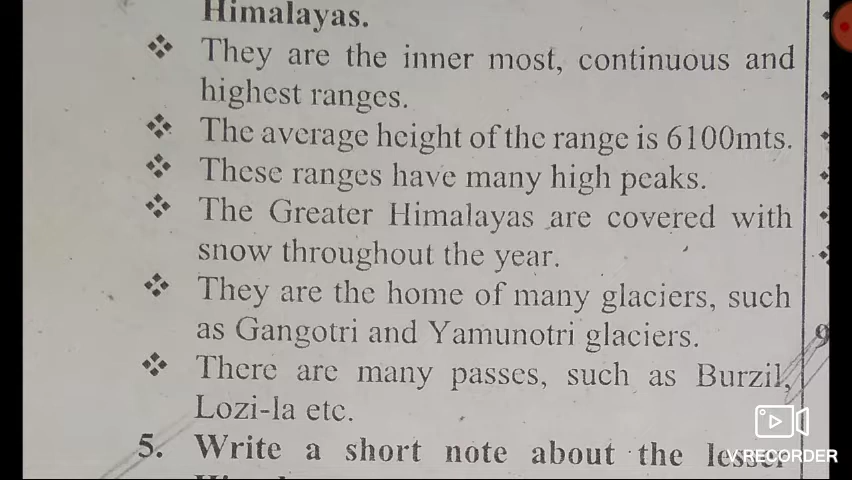 Himalayas.
❖ They are the inner most, continuous and
highest ranges.
❖ The average height of the range is 6100mts.
❖ These ranges have many high peaks.
❖ The Greater Himalayas are covered with
snow throughout the year.
❖ They are the home of many glaciers, such
as Gangotri and Yamunotri glaciers.
❖ There are many passes, such as Burzil,
Lozi-la etc.
5. Write a short note about the lesser
9
V RECORDER